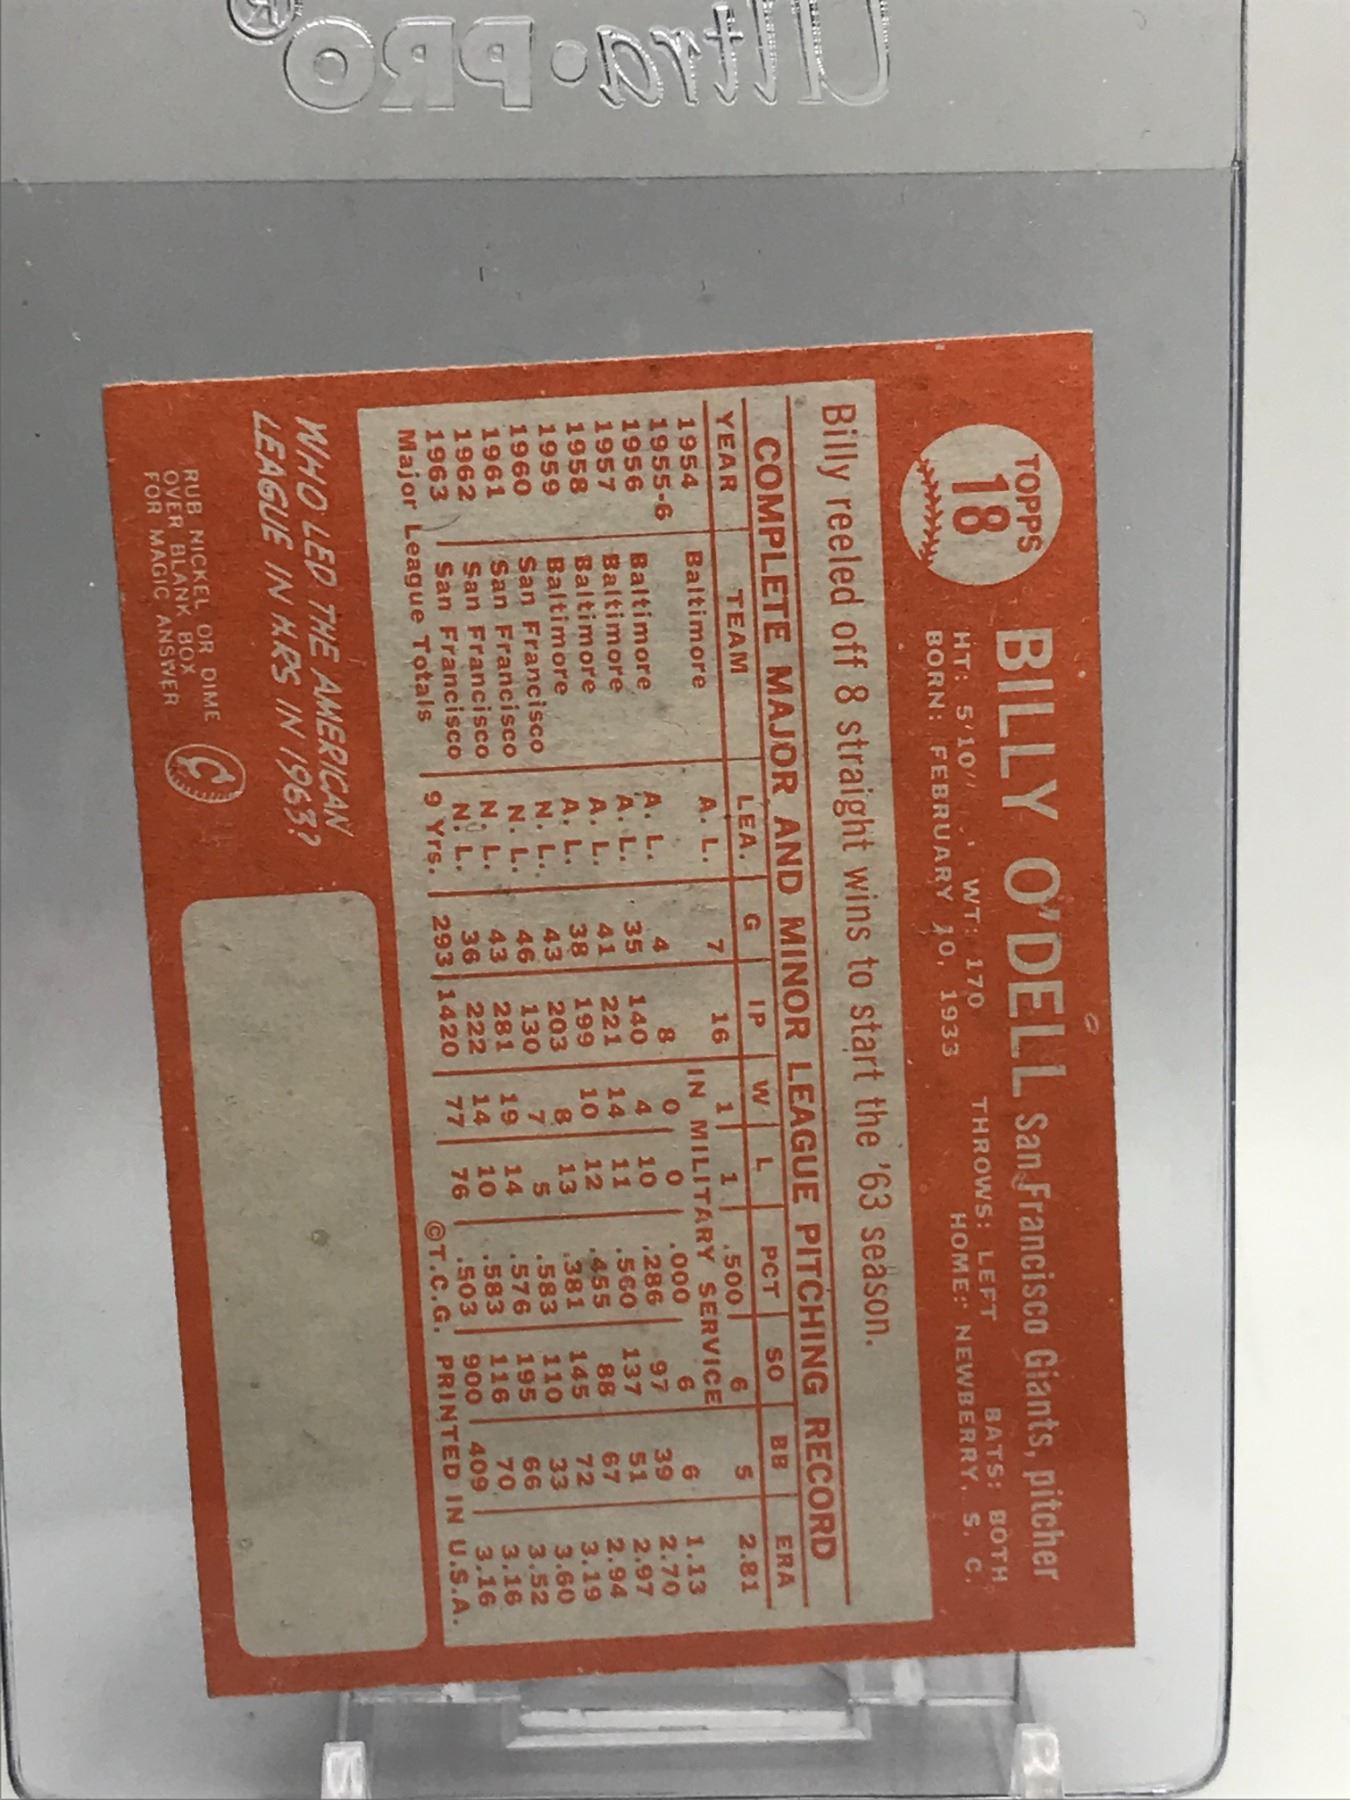 Ultra•PRO®
TOPPS
18
BILLY O'DELL San Francisco Giants, pitcher
HT: 5'10" WT: 170 THROWS: LEFT BATS: BOTH
BORN: FEBRUARY 10, 1933 HOME: NEWBERRY, S. C.
Billy reeled off 8 straight wins to start the '63 season.
COMPLETE MAJOR AND MINOR LEAGUE PITCHING RECORD
YEAR TEAM LEA. G IP W L PCT SO BB ERA
1954 Baltimore A. L. 7 16 1 1 .500 6 5 2.81
1955-6 IN MILITARY SERVICE
1956 Baltimore A. L. 4 8 0 0 .000 6 6 1.13
1957 Baltimore A. L. 35 140 4 10 .286 97 39 2.70
1958 Baltimore A. L. 41 221 14 11 .560 137 51 2.97
1959 Baltimore A. L. 38 199 10 12 .455 88 67 2.94
1960 San Francisco N. L. 43 203 8 13 .381 145 72 3.19
1961 San Francisco N. L. 46 130 7 5 .583 110 33 3.60
1962 San Francisco N. L. 43 281 19 14 .576 195 66 3.52
1963 San Francisco N. L. 36 222 14 10 .583 116 70 3.16
Major League Totals 9 Yrs. 293 1420 77 76 .503 900 409 3.16
©T.C.G. PRINTED IN U.S.A.
WHO LED THE AMERICAN
LEAGUE IN H.R'S IN 1963?
RUB NICKEL OR DIME
OVER BLANK BOX
FOR MAGIC ANSWER